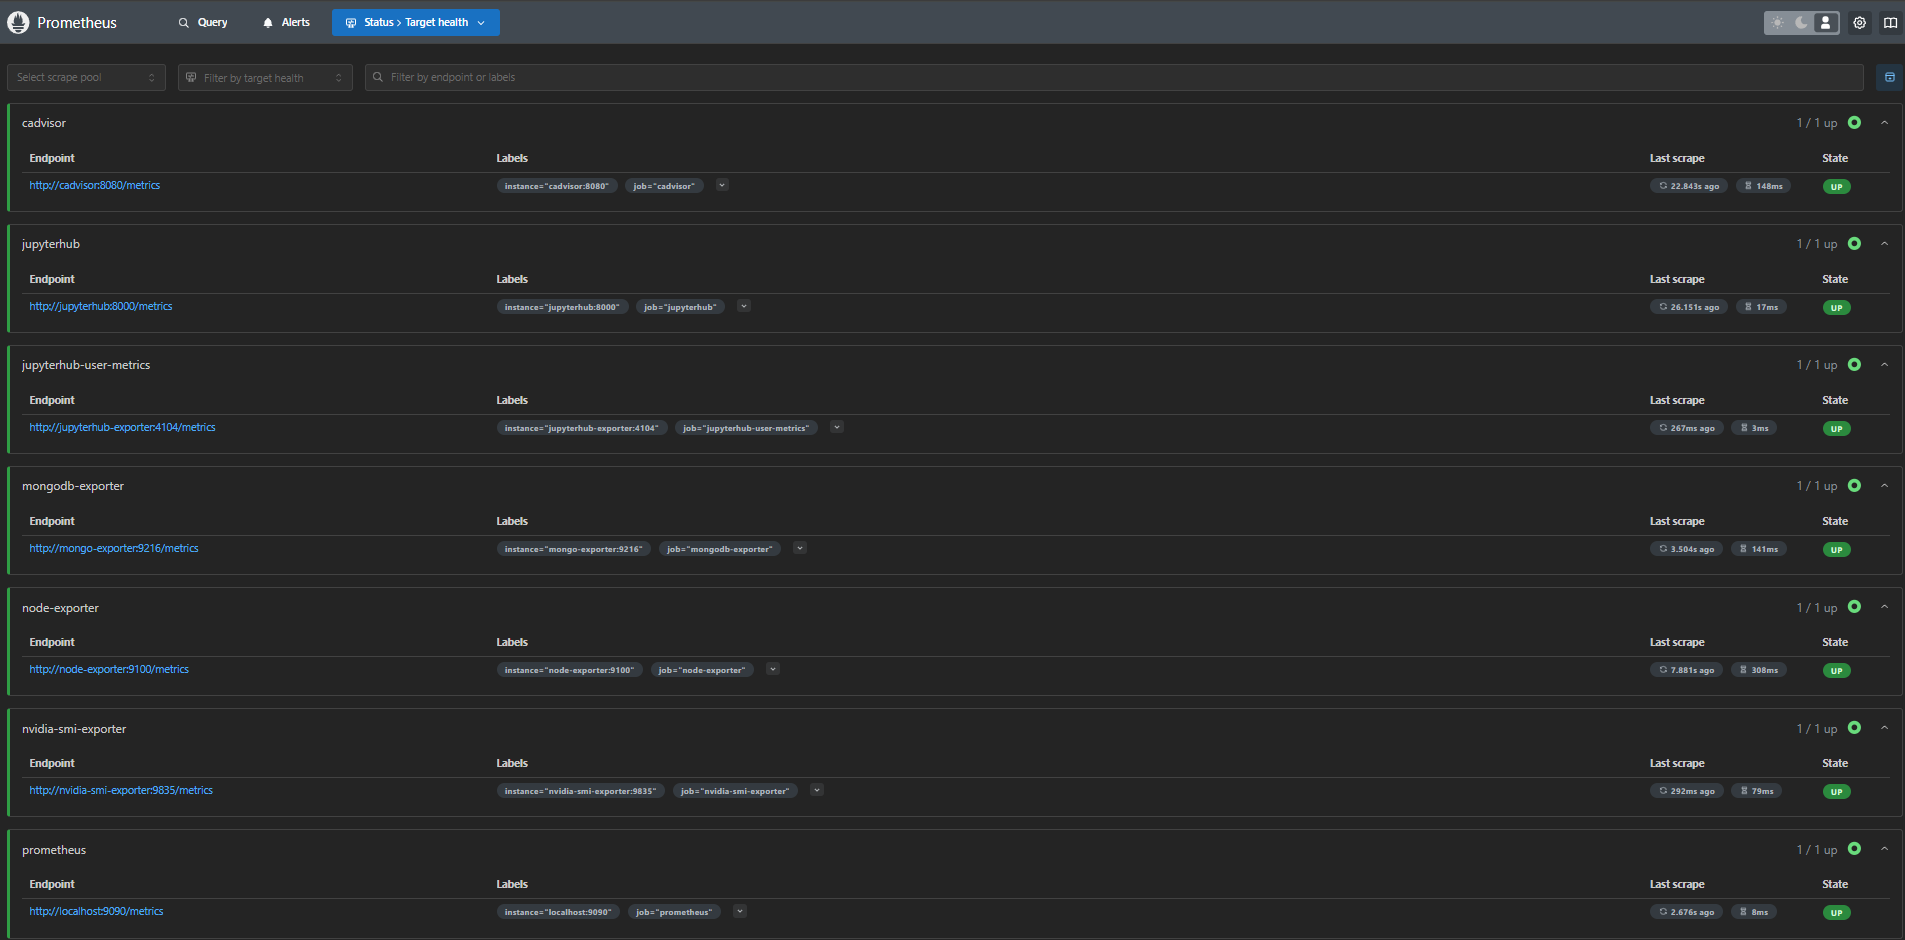 Prometheus Query Alerts Status > Target health
Select scrape pool Filter by target health Filter by endpoint or labels
cadvisor 1 / 1 up
Endpoint Labels Last scrape State
http://cadvisor:8080/metrics instance="cadvisor:8080" job="cadvisor" 22.843s ago 148ms UP
jupyterhub 1 / 1 up
Endpoint Labels Last scrape State
http://jupyterhub:8000/metrics instance="jupyterhub:8000" job="jupyterhub" 26.151s ago 17ms UP
jupyterhub-user-metrics 1 / 1 up
Endpoint Labels Last scrape State
http://jupyterhub-exporter:4104/metrics instance="jupyterhub-exporter:4104" job="jupyterhub-user-metrics" 267ms ago 3ms UP
mongodb-exporter 1 / 1 up
Endpoint Labels Last scrape State
http://mongo-exporter:9216/metrics instance="mongo-exporter:9216" job="mongodb-exporter" 3.504s ago 141ms UP
node-exporter 1 / 1 up
Endpoint Labels Last scrape State
http://node-exporter:9100/metrics instance="node-exporter:9100" job="node-exporter" 7.881s ago 308ms UP
nvidia-smi-exporter 1 / 1 up
Endpoint Labels Last scrape State
http://nvidia-smi-exporter:9835/metrics instance="nvidia-smi-exporter:9835" job="nvidia-smi-exporter" 292ms ago 79ms UP
prometheus 1 / 1 up
Endpoint Labels Last scrape State
http://localhost:9090/metrics instance="localhost:9090" job="prometheus" 2.676s ago 8ms UP